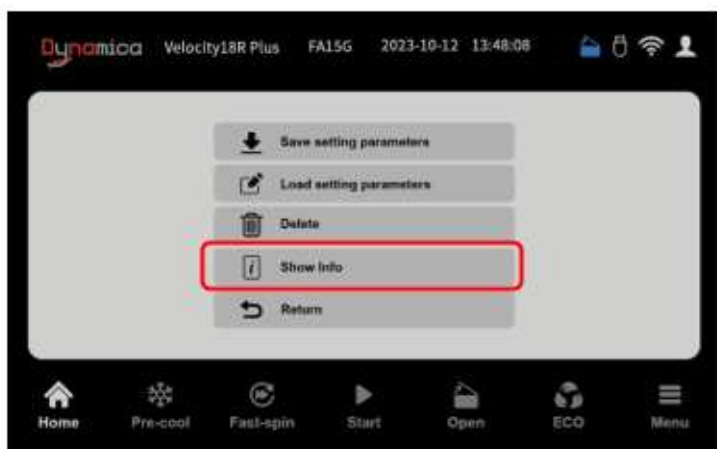 Dynamica Velocity18R Plus FA15G 2023-10-12 13:48:08
Save setting parameters
Load setting parameters
Delete
i Show Info
Return
Home Pre-cool Fast-spin Start Open ECO Menu